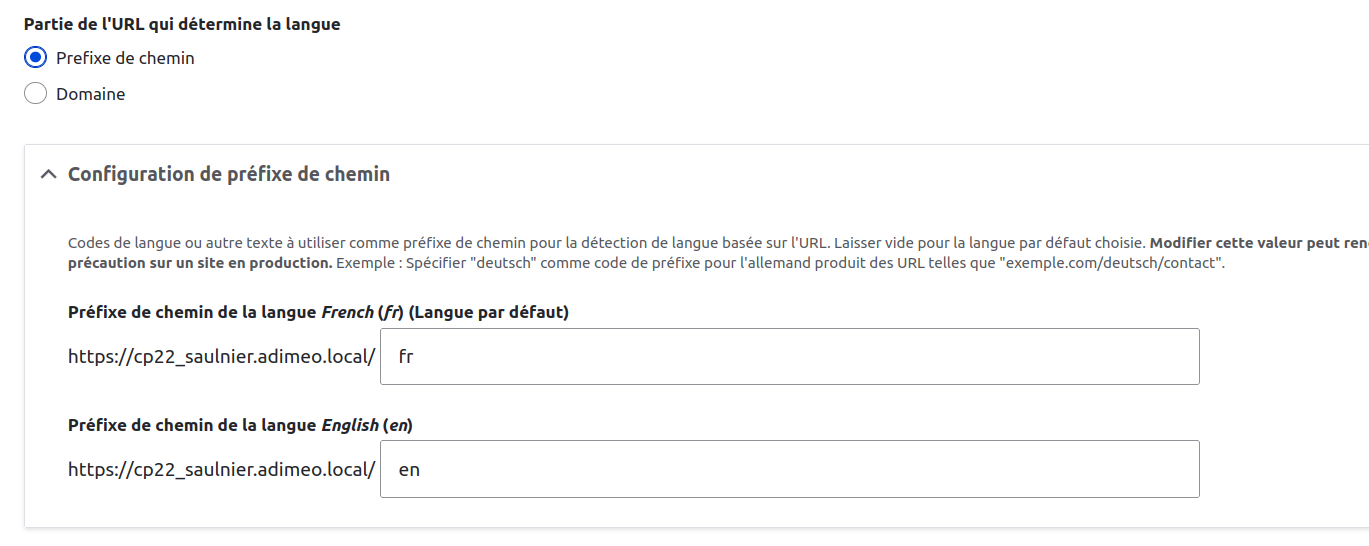 Partie de l'URL qui détermine la langue
Prefixe de chemin
Domaine
Configuration de préfixe de chemin
Codes de langue ou autre texte à utiliser comme préfixe de chemin pour la détection de langue basée sur l'URL. Laisser vide pour la langue par défaut choisie. Modifier cette valeur peut
précaution sur un site en production. Exemple : Spécifier "deutsch" comme code de préfixe pour l'allemand produit des URL telles que "exemple.com/deutsch/contact".
Préfixe de chemin de la langue French (fr) (Langue par défaut)
https://cp22_saulnier.adimeo.local/ fr
Préfixe de chemin de la langue English (en)
https://cp22_saulnier.adimeo.local/ en